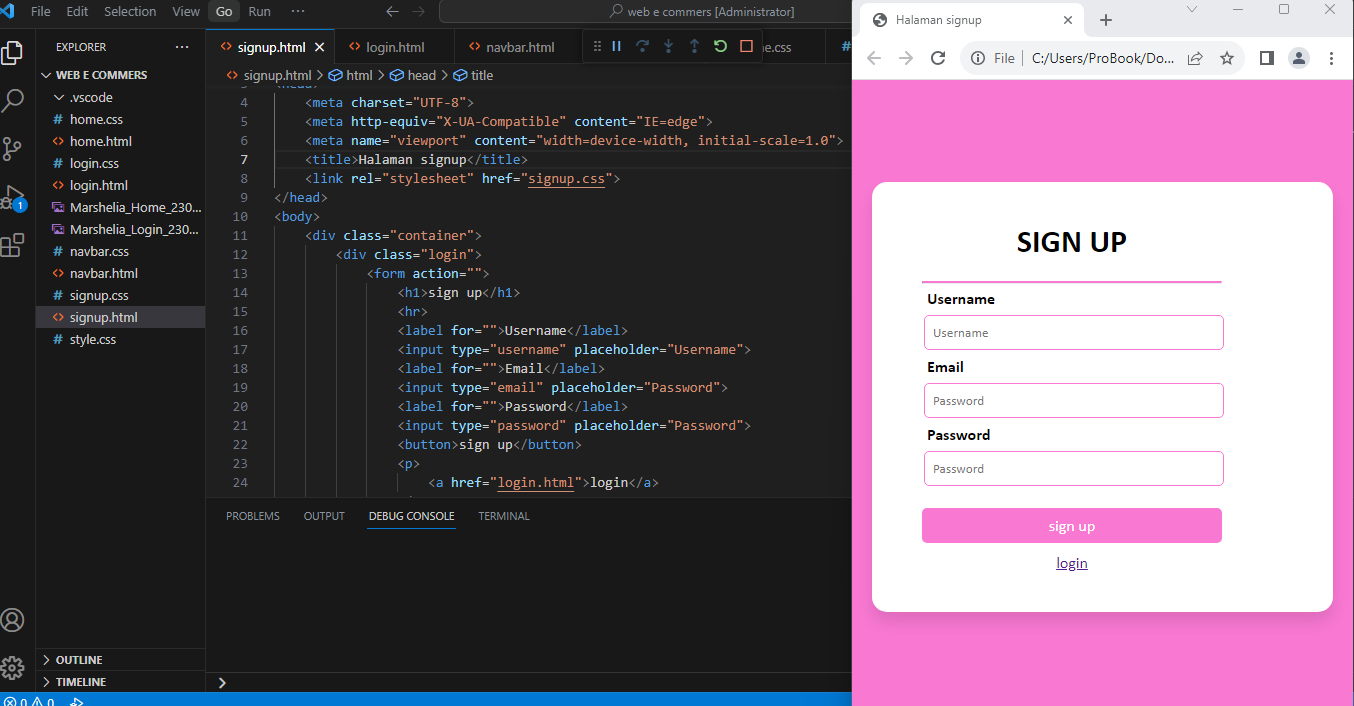 File Edit Selection View Go Run ···
web e commers [Administrator]
EXPLORER
WEB E COMMERS
.vscode
# home.css
<> home.html
# login.css
<> login.html
Marshelia_Home_230...
Marshelia_Login_230...
# navbar.css
<> navbar.html
# signup.css
<> signup.html
# style.css
OUTLINE
TIMELINE
<> signup.html
<> login.html
<> navbar.html
e.css
#
<> signup.html > html > head > title
3 <head>
4 <meta charset="UTF-8">
5 <meta http-equiv="X-UA-Compatible" content="IE=edge">
6 <meta name="viewport" content="width=device-width, initial-scale=1.0">
7 <title>Halaman signup</title>
8 <link rel="stylesheet" href="signup.css">
9 </head>
10 <body>
11 <div class="container">
12 <div class="login">
13 <form action="">
14 <h1>sign up</h1>
15 <hr>
16 <label for="">Username</label>
17 <input type="username" placeholder="Username">
18 <label for="">Email</label>
19 <input type="email" placeholder="Password">
20 <label for="">Password</label>
21 <input type="password" placeholder="Password">
22 <button>sign up</button>
23 <p>
24 <a href="login.html">login</a>
PROBLEMS OUTPUT DEBUG CONSOLE TERMINAL
1
0 0
Halaman signup
File C:/Users/ProBook/Do...
SIGN UP
Username
Username
Email
Password
Password
Password
sign up
login